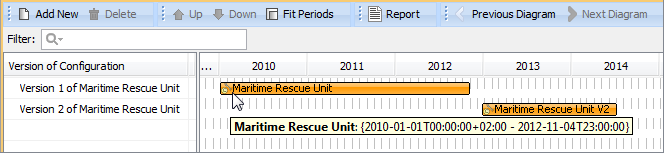 Add New Delete Up Down Fit Periods Report Previous Diagram Next Diagram
Filter:
Version of Configuration ... 2010 2011 2012 2013 2014
Version 1 of Maritime Rescue Unit Maritime Rescue Unit
Version 2 of Maritime Rescue Unit Maritime Rescue Unit V2
Maritime Rescue Unit: {2010-01-01T00:00:00+02:00 - 2012-11-04T23:00:00}